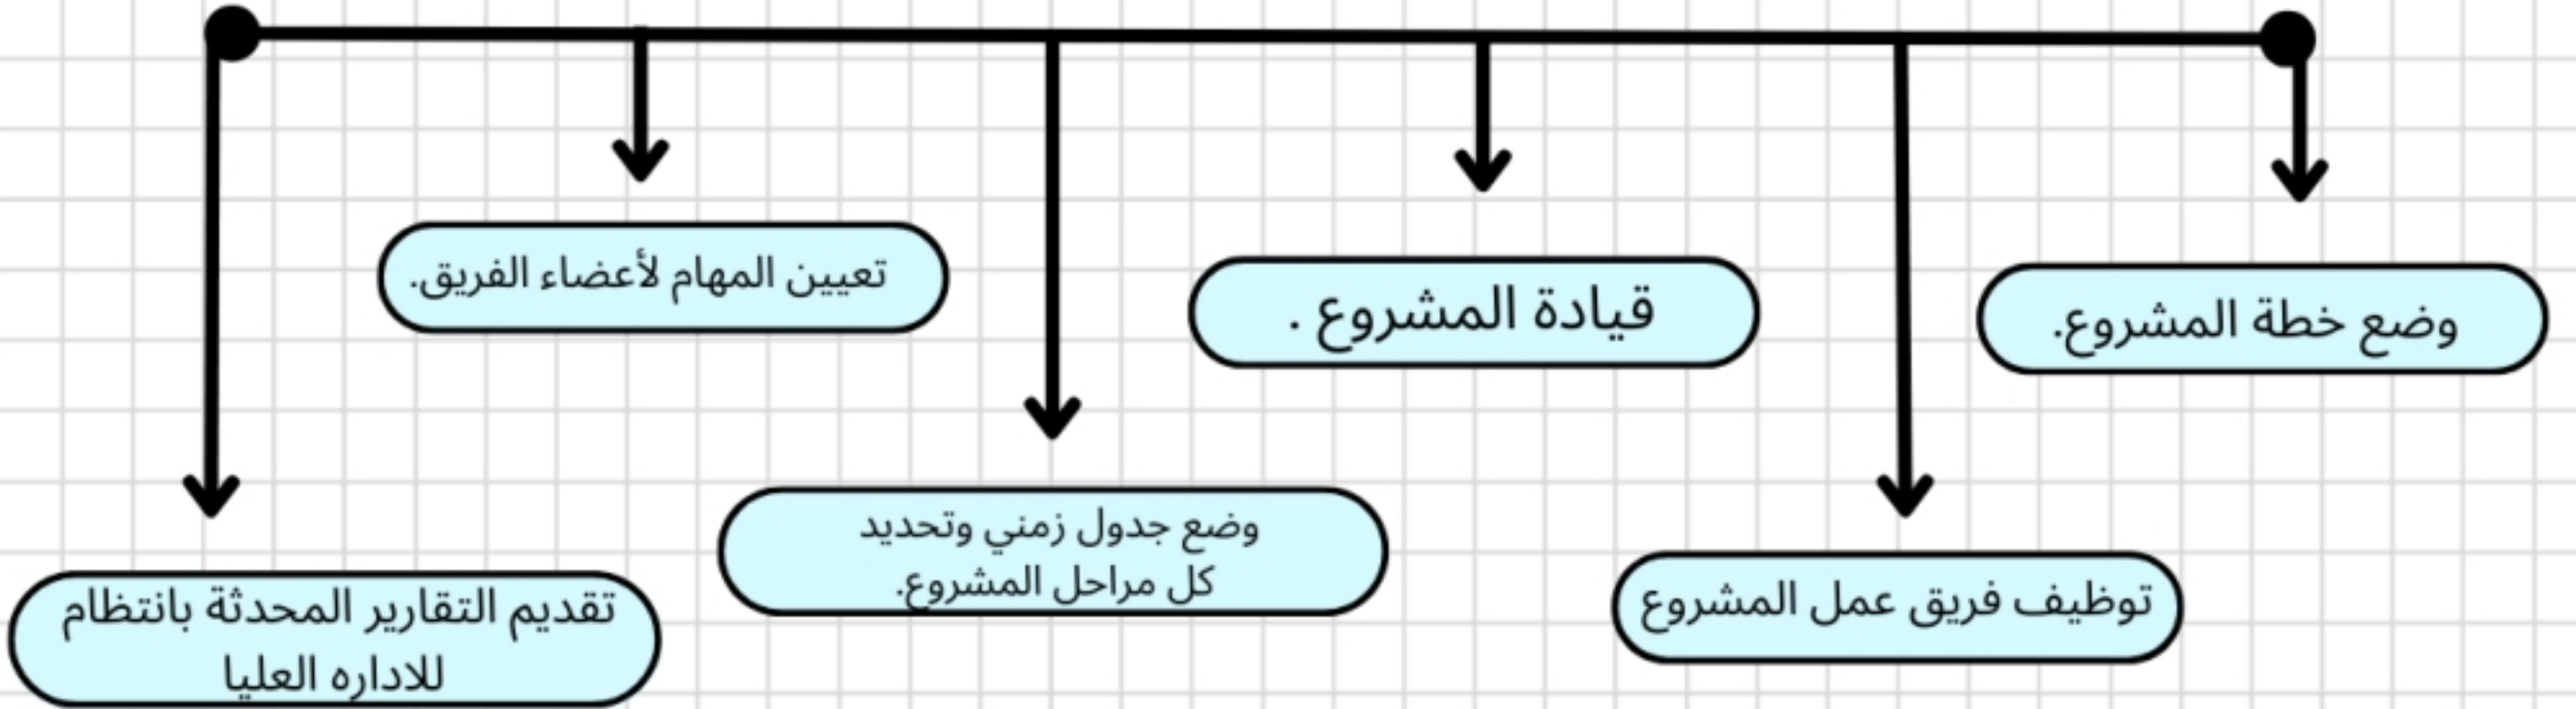 وضع خطة المشروع.
توظيف فريق عمل المشروع
قيادة المشروع .
وضع جدول زمني وتحديد
كل مراحل المشروع.
تعيين المهام لأعضاء الفريق.
تقديم التقارير المحدثة بانتظام
للاداره العليا